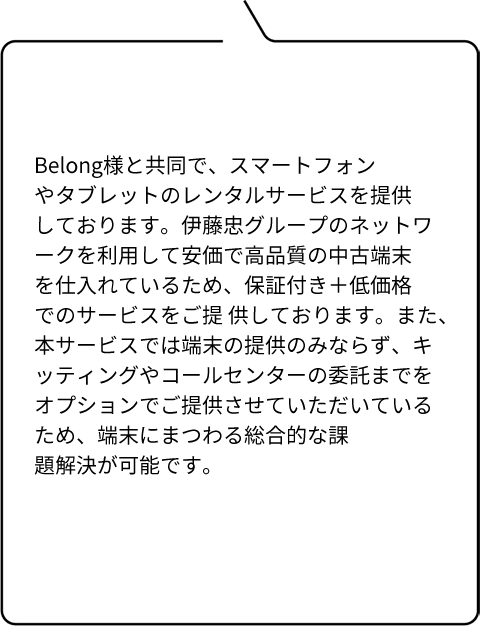 Belong様と共同で、スマートフォン
やタブレットのレンタルサービスを提供
しております。伊藤忠グループのネットワ
ークを利用して安価で高品質の中古端末
を仕入れているため、保証付き＋低価格
でのサービスをご提 供しております。また、
本サービスでは端末の提供のみならず、キ
ッティングやコールセンターの委託までを
オプションでご提供させていただいている
ため、端末にまつわる総合的な課
題解決が可能です。